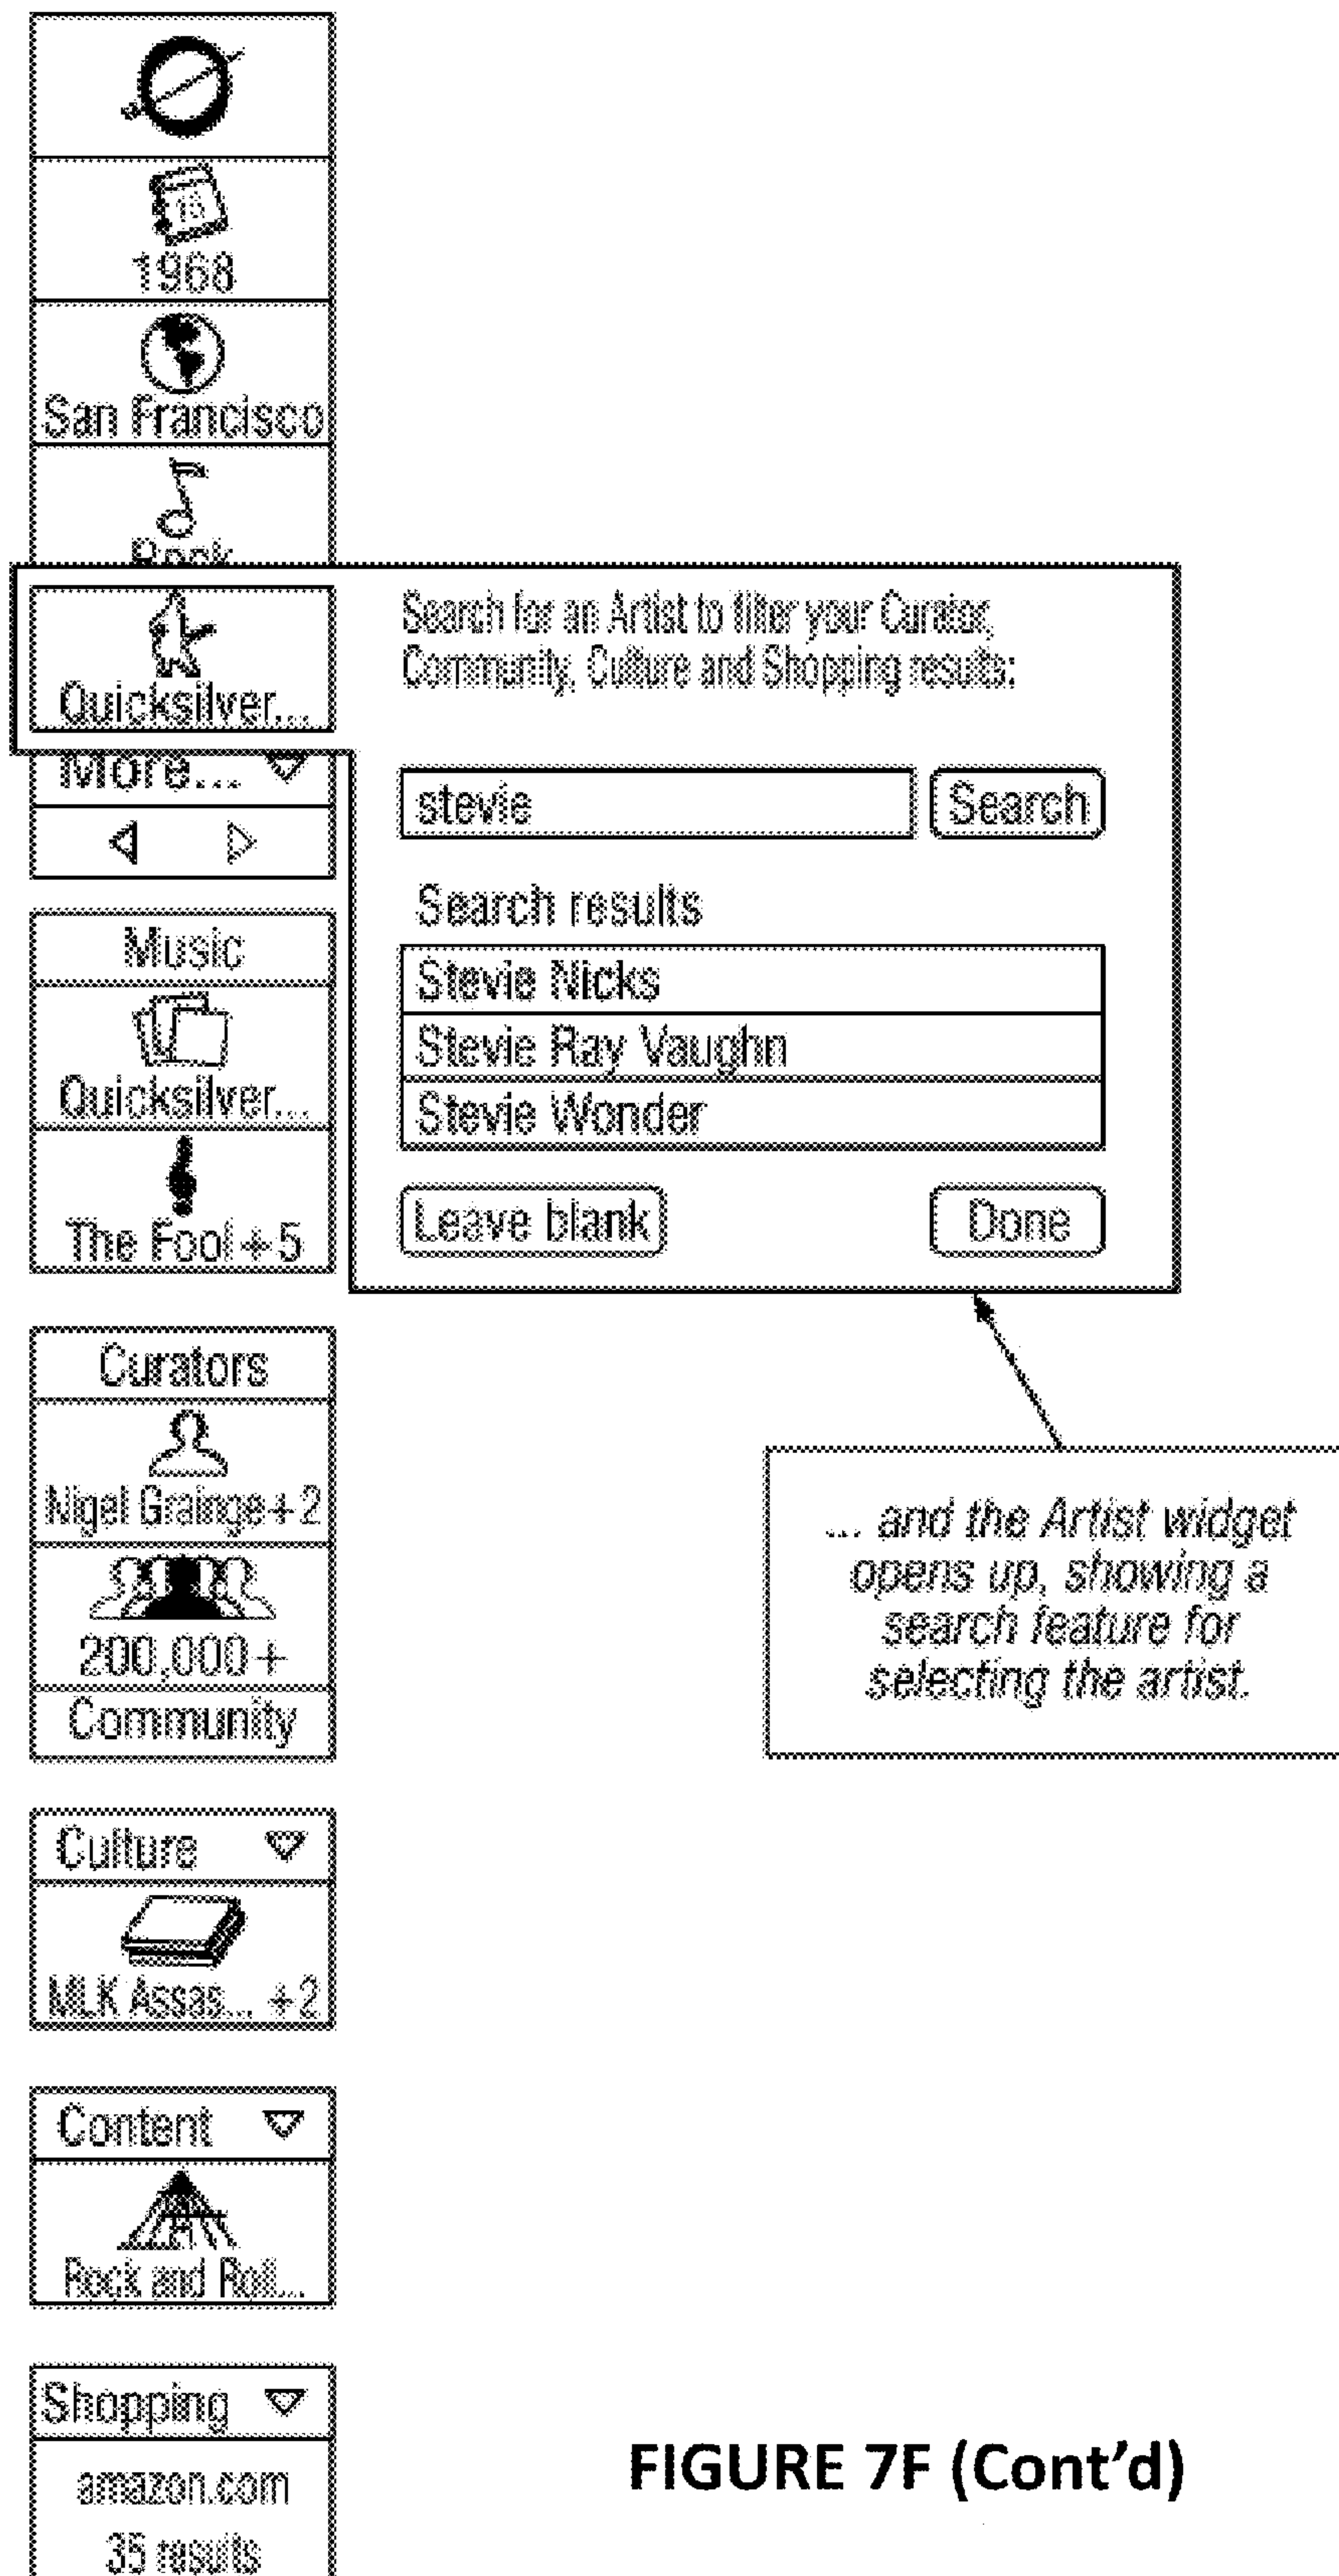 1968
San Francisco
Rock
Quicksilver...
More...
Search for an Artist to filter your Curator,
Community, Culture and Shopping results:
stevie
Search
Search results
Stevie Nicks
Stevie Ray Vaughn
Stevie Wonder
Leave blank
Done
Music
Quicksilver...
The Fool +5
Curators
Nigel Grainge+2
200,000+
Community
... and the Artist widget
opens up, showing a
search feature for
selecting the artist.
Culture
MLK Assas... +2
Content
Rock and Roll...
Shopping
amazon.com
35 results
FIGURE 7F (Cont'd)